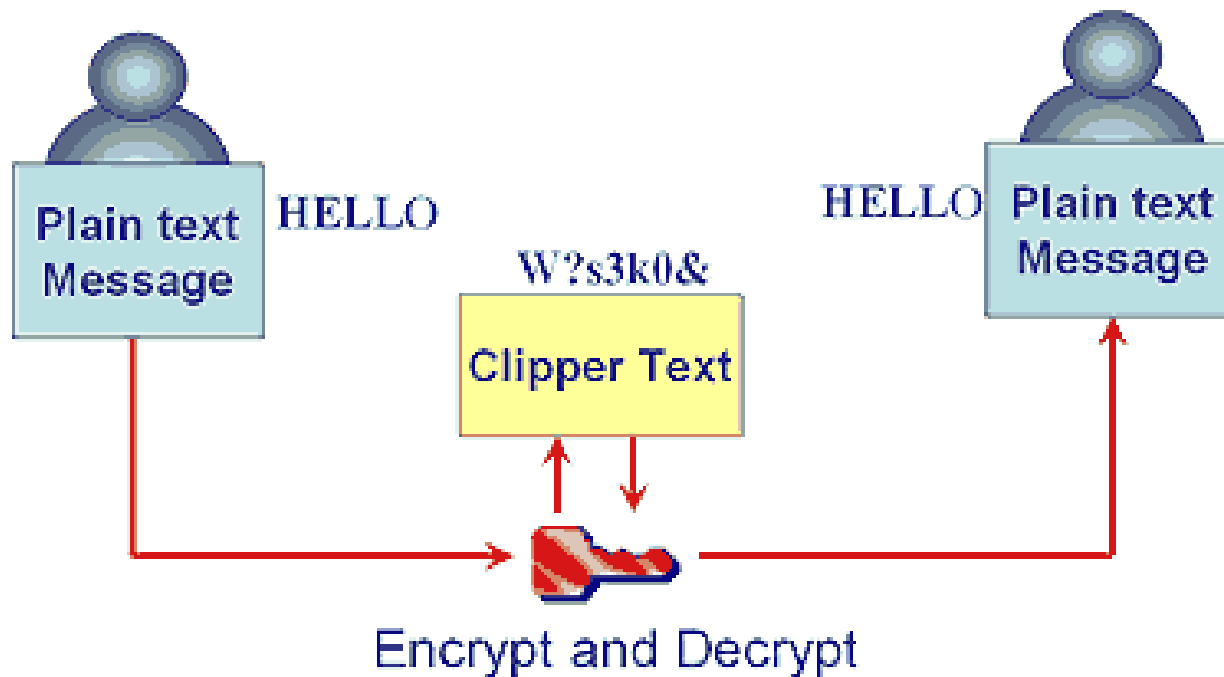 Plain text
Message
HELLO
W?s3k0&
Clipper Text
HELLO
Plain text
Message
Encrypt and Decrypt